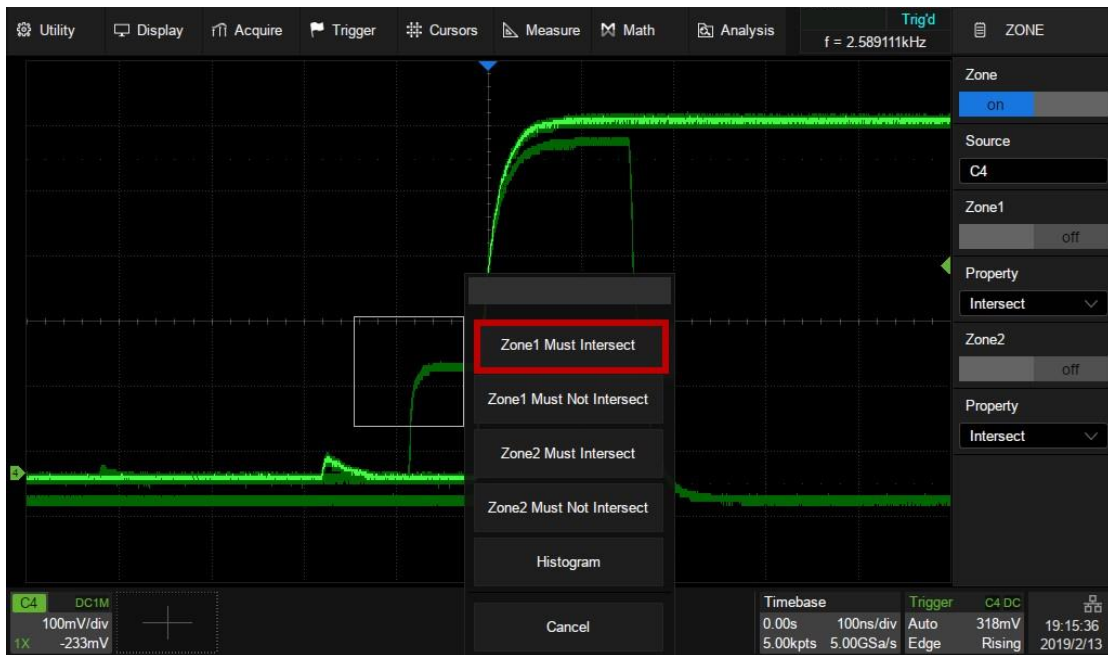 Utility Display Acquire Trigger Cursors Measure Math Analysis
Trig'd
f = 2.589111kHz
ZONE
Zone
on
Source
C4
Zone1
off
Property
Intersect
Zone2
off
Property
Intersect
Zone1 Must Intersect
Zone1 Must Not Intersect
Zone2 Must Intersect
Zone2 Must Not Intersect
Histogram
Cancel
4
C4 DC1M
100mV/div
1X -233mV
Timebase
0.00s 100ns/div
5.00kpts 5.00GSa/s
Trigger C4 DC
Auto 318mV
Edge Rising
19:15:36
2019/2/13